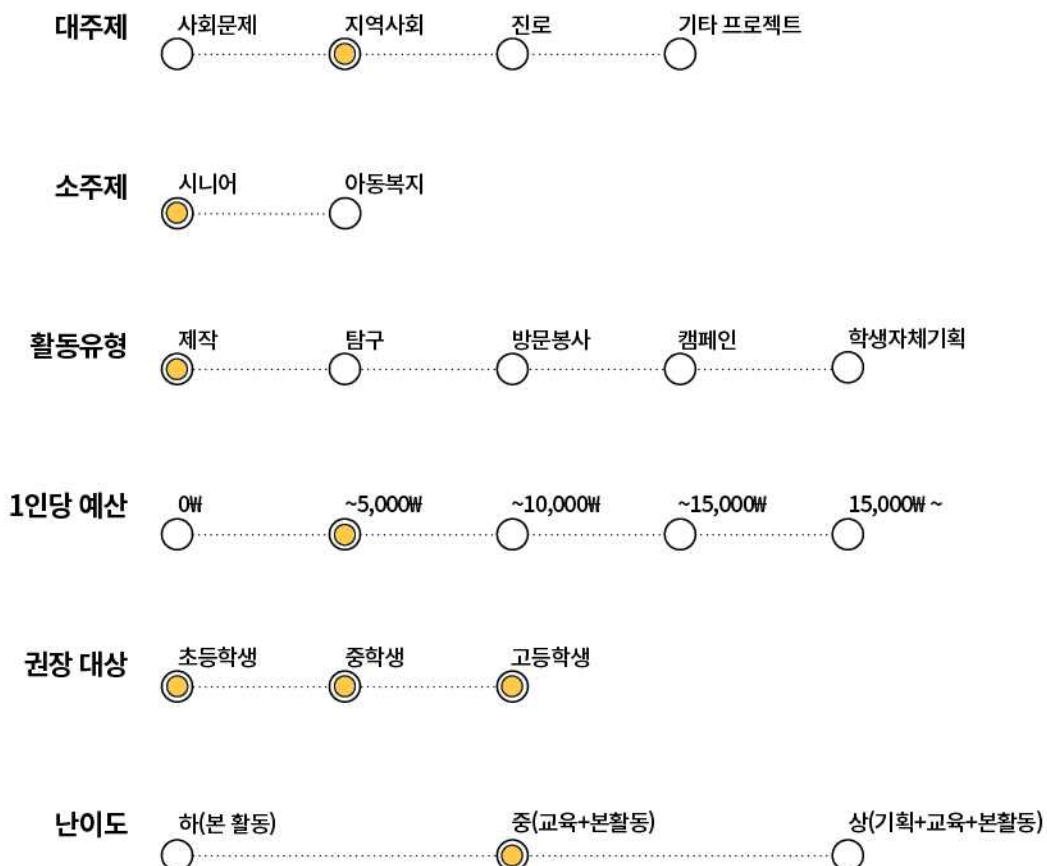 대주제 사회문제 지역사회 진로 기타 프로젝트
소주제 시니어 아동복지
활동유형 제작 탐구 방문봉사 캠페인 학생자체기획
1인당 예산 0₩ ~5,000₩ ~10,000₩ ~15,000₩ 15,000₩ ~
권장 대상 초등학생 중학생 고등학생
난이도 하(본 활동) 중(교육+본활동) 상(기획+교육+본활동)